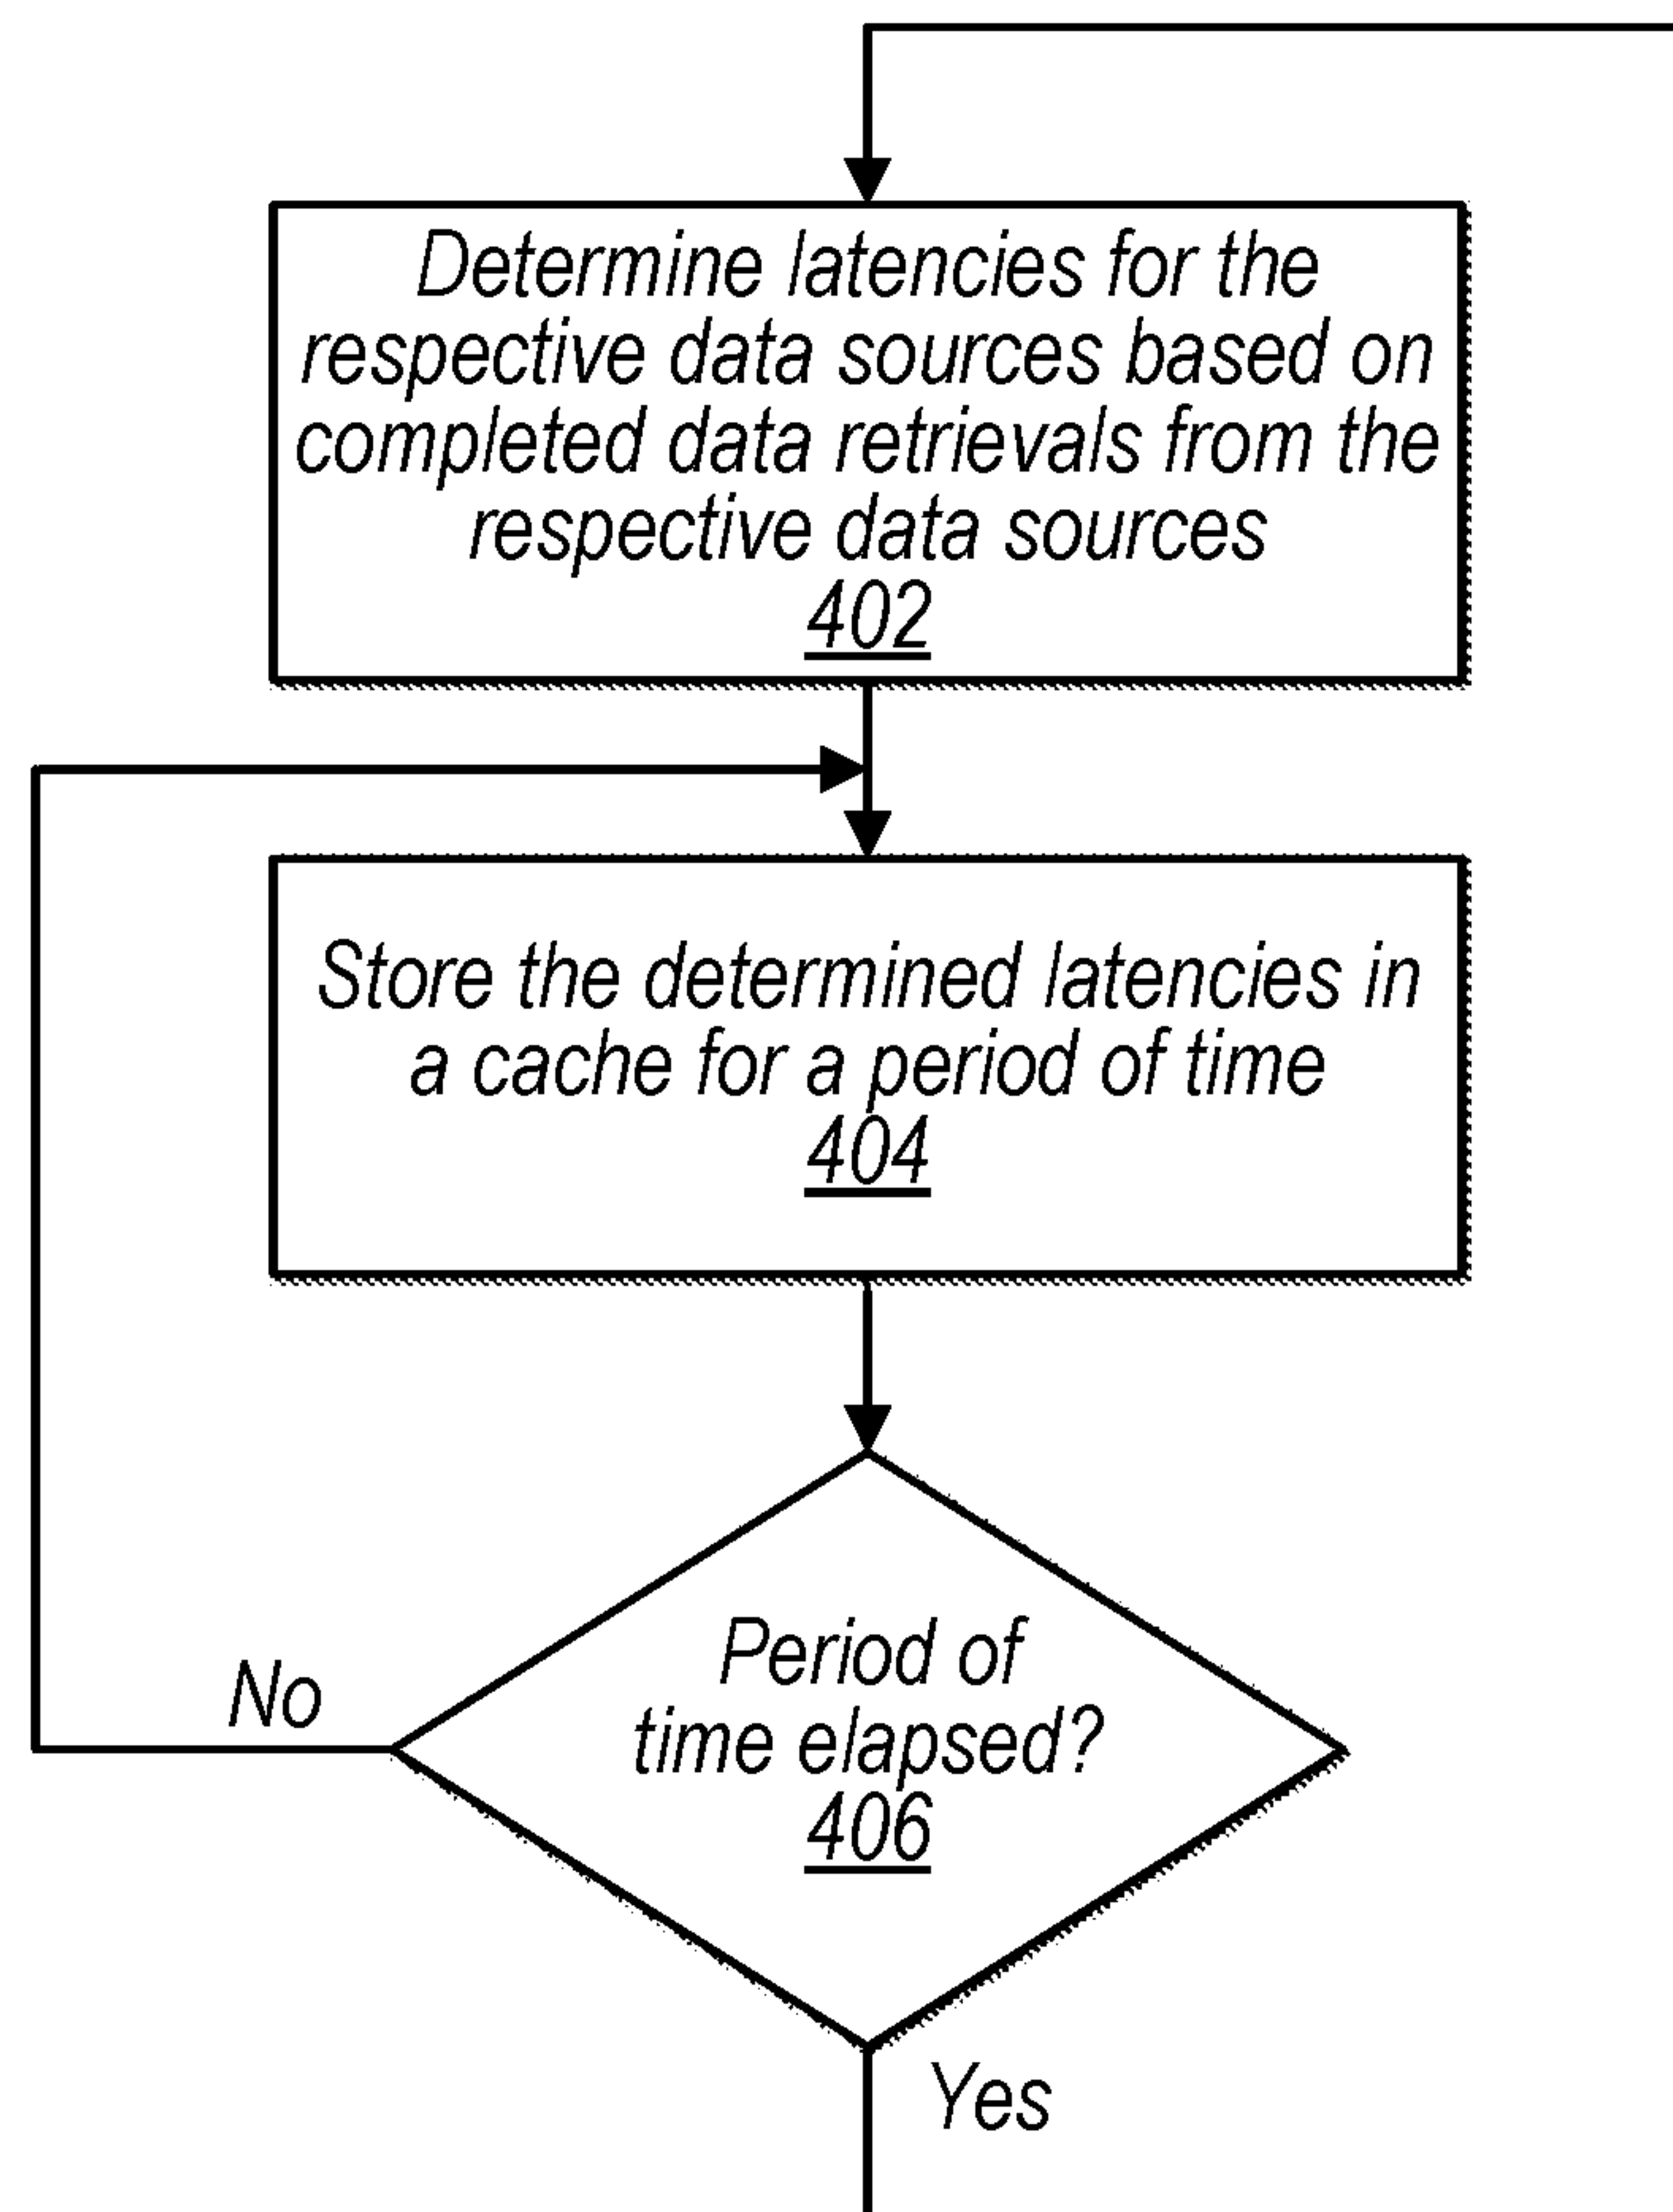 Determine latencies for the
respective data sources based on
completed data retrievals from the
respective data sources
402
Store the determined latencies in
a cache for a period of time
404
Period of
time elapsed?
406
No
Yes